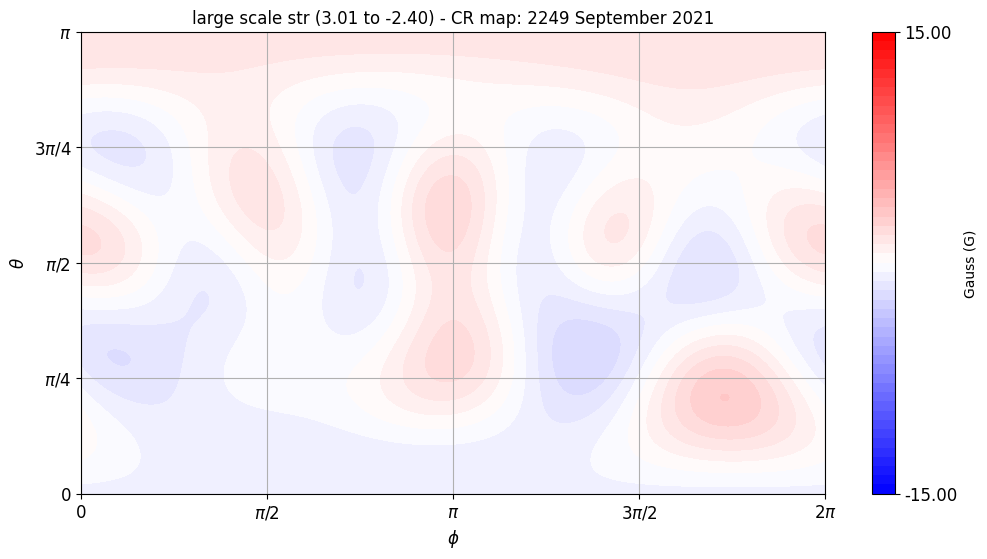 large scale str (3.01 to -2.40) - CR map: 2249 September 2021
π
3π/4
π/2
π/4
0
θ
0
π/2
π
3π/2
2π
ϕ
15.00
-15.00
Gauss (G)